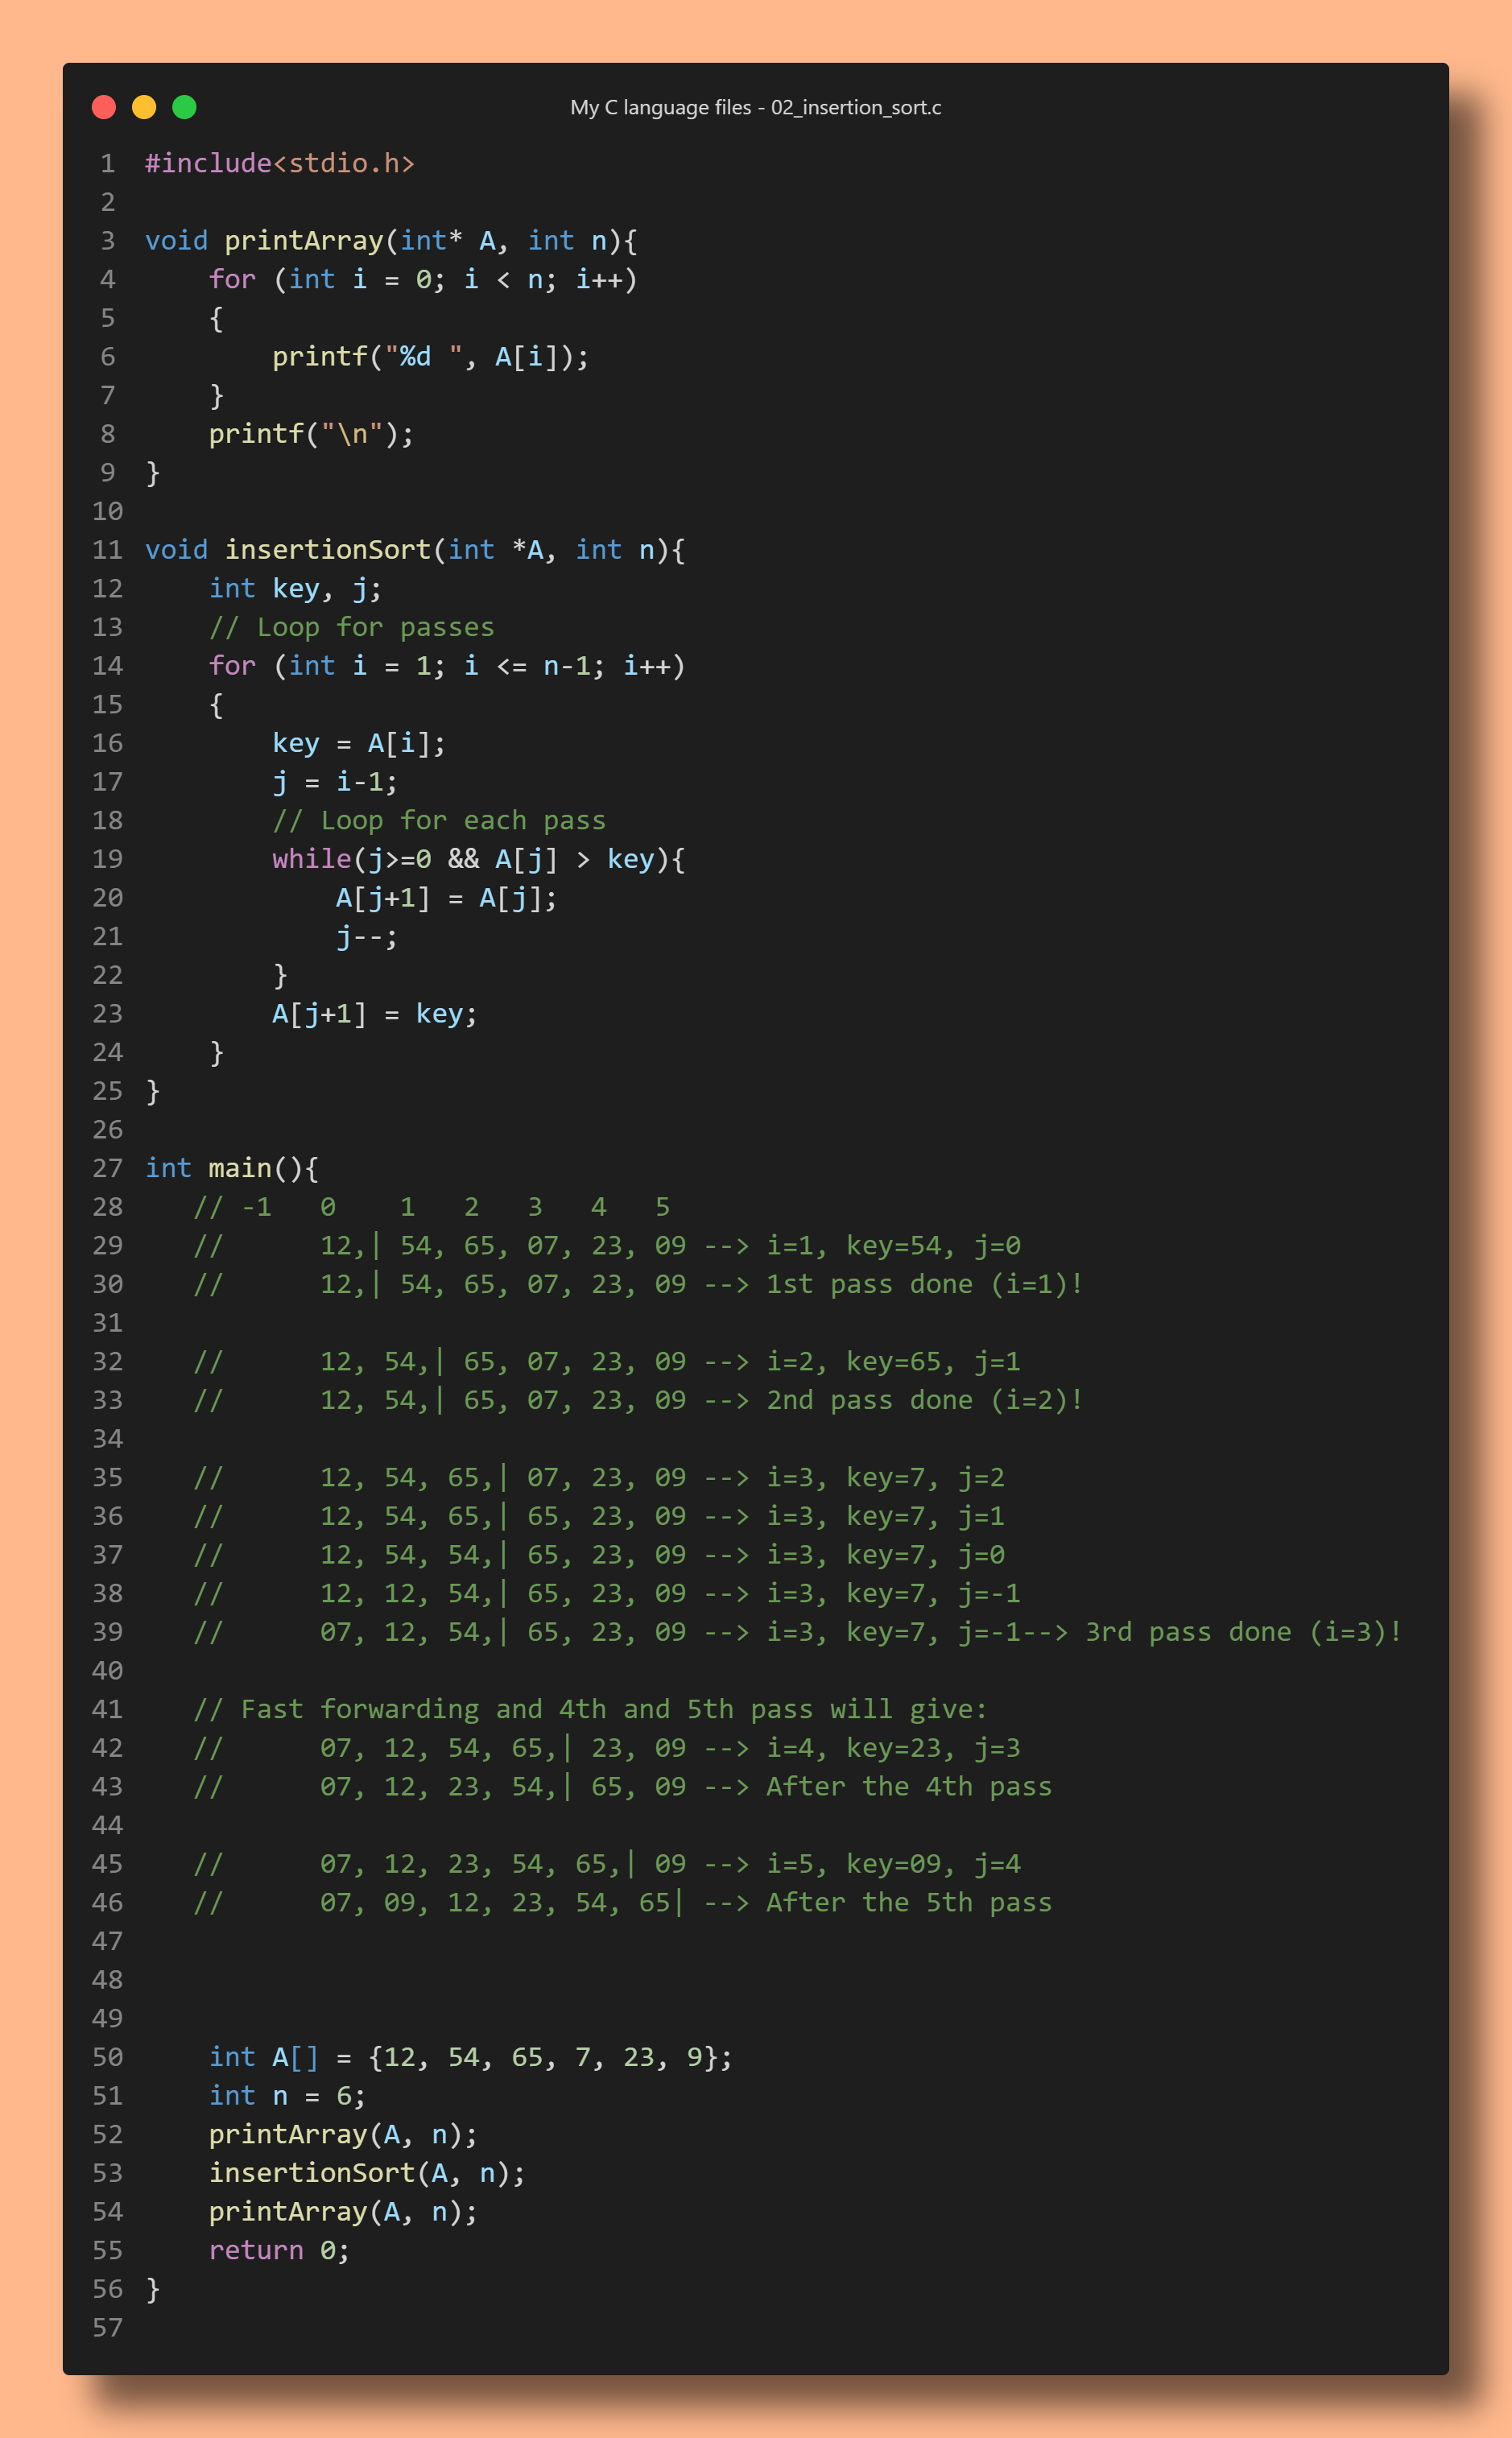 My C language files - 02_insertion_sort.c
1 #include<stdio.h>
2
3 void printArray(int* A, int n){
4     for (int i = 0; i < n; i++)
5     {
6         printf("%d ", A[i]);
7     }
8     printf("\n");
9 }
10
11 void insertionSort(int *A, int n){
12     int key, j;
13     // Loop for passes
14     for (int i = 1; i <= n-1; i++)
15     {
16         key = A[i];
17         j = i-1;
18         // Loop for each pass
19         while(j>=0 && A[j] > key){
20             A[j+1] = A[j];
21             j--;
22         }
23         A[j+1] = key;
24     }
25 }
26
27 int main(){
28    // -1   0    1   2   3   4   5
29    //      12,| 54, 65, 07, 23, 09 --> i=1, key=54, j=0
30    //      12,| 54, 65, 07, 23, 09 --> 1st pass done (i=1)!
31
32    //      12, 54,| 65, 07, 23, 09 --> i=2, key=65, j=1
33    //      12, 54,| 65, 07, 23, 09 --> 2nd pass done (i=2)!
34
35    //      12, 54, 65,| 07, 23, 09 --> i=3, key=7, j=2
36    //      12, 54, 65,| 65, 23, 09 --> i=3, key=7, j=1
37    //      12, 54, 54,| 65, 23, 09 --> i=3, key=7, j=0
38    //      12, 12, 54,| 65, 23, 09 --> i=3, key=7, j=-1
39    //      07, 12, 54,| 65, 23, 09 --> i=3, key=7, j=-1--> 3rd pass done (i=3)!
40
41    // Fast forwarding and 4th and 5th pass will give:
42    //      07, 12, 54, 65,| 23, 09 --> i=4, key=23, j=3
43    //      07, 12, 23, 54,| 65, 09 --> After the 4th pass
44
45    //      07, 12, 23, 54, 65,| 09 --> i=5, key=09, j=4
46    //      07, 09, 12, 23, 54, 65| --> After the 5th pass
47
48
49
50     int A[] = {12, 54, 65, 7, 23, 9};
51     int n = 6;
52     printArray(A, n);
53     insertionSort(A, n);
54     printArray(A, n);
55     return 0;
56 }
57